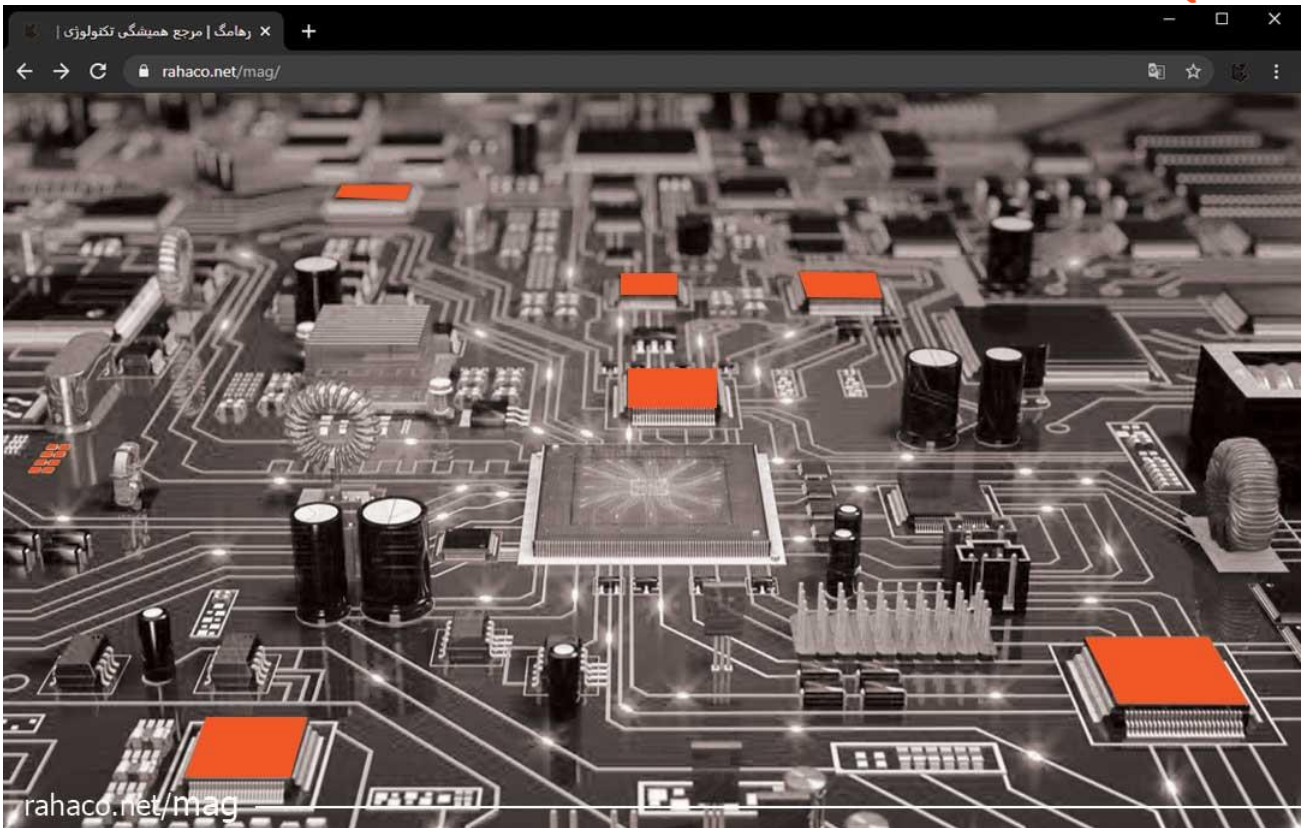 رهامگ | مرجع همیشگی تکنولوژی |
rahaco.net/mag/
rahaco.net/mag